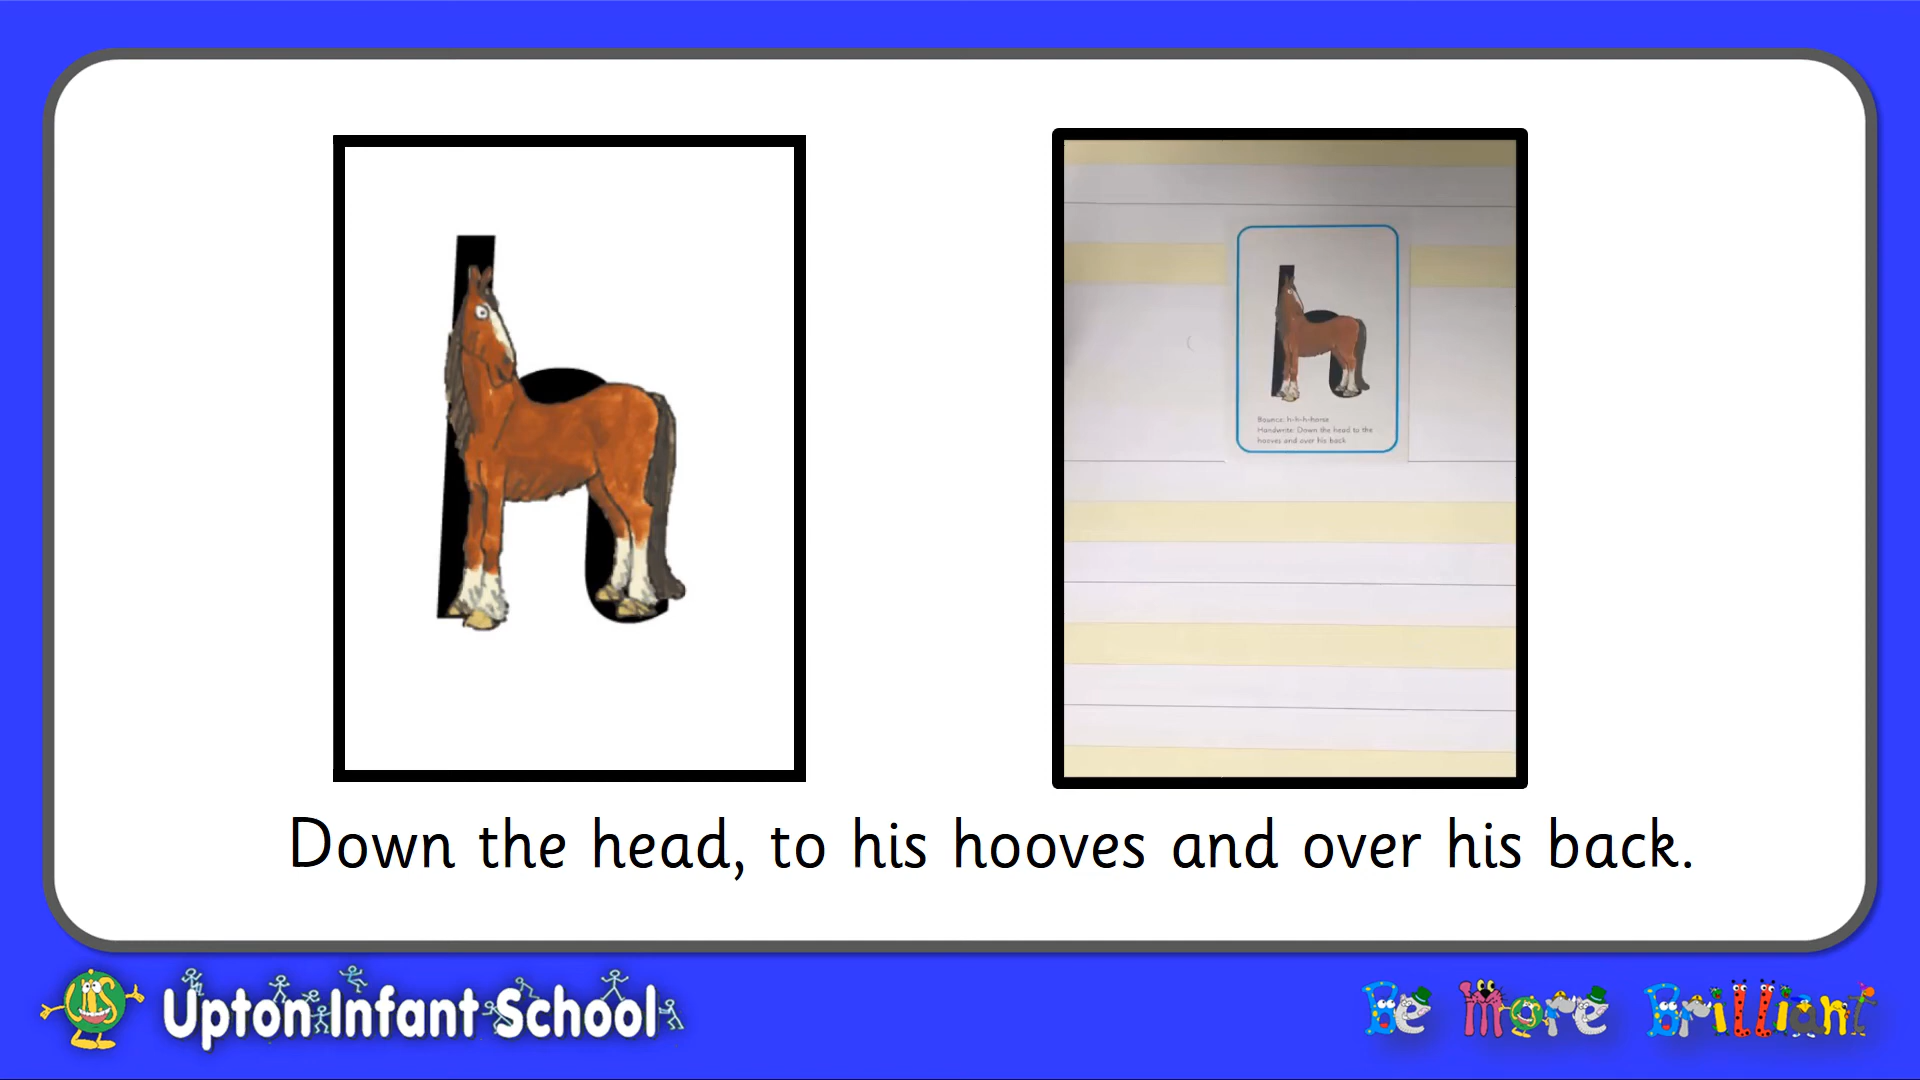 h
Bounce: h-h-h-horse
Handwrite: Down the head to the
hooves and over his back
Down the head, to his hooves and over his back.
UIS
Upton Infant School
Be More Brilliant